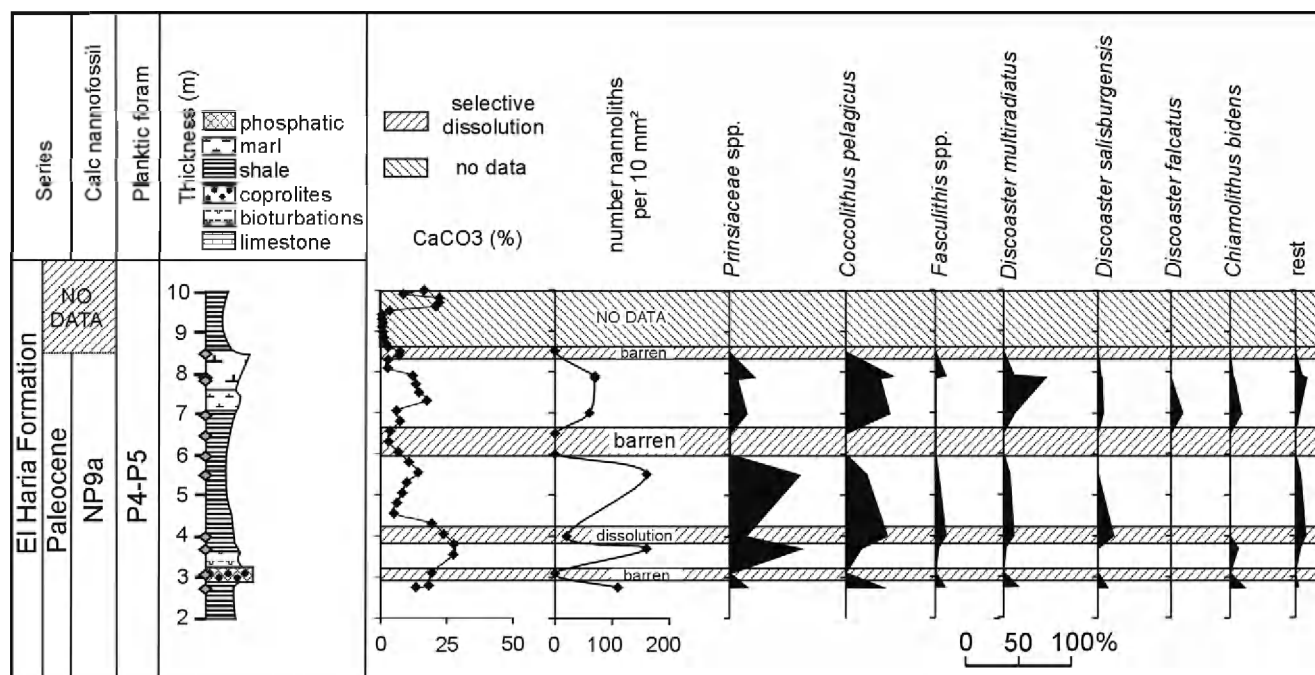 Series
Calc nannofossil
Planktic foram
Thickness (m)
phosphatic
marl
shale
coprolites
bioturbations
limestone
selective
dissolution
no data
CaCO3 (%)
number nannoliths
per 10 mm²
Prinsiaceae spp.
Coccolithus pelagicus
Fasculithis spp.
Discoaster multiradiatus
Discoaster salisburgensis
Discoaster falcatus
Chiamolithus bidens
rest
El Haria Formation
Paleocene
NO
DATA
NP9a
P4-P5
10
9
8
7
6
5
4
3
2
NO DATA
barren
barren
dissolution
barren
0 25 50
0 100 200
0 50 100%